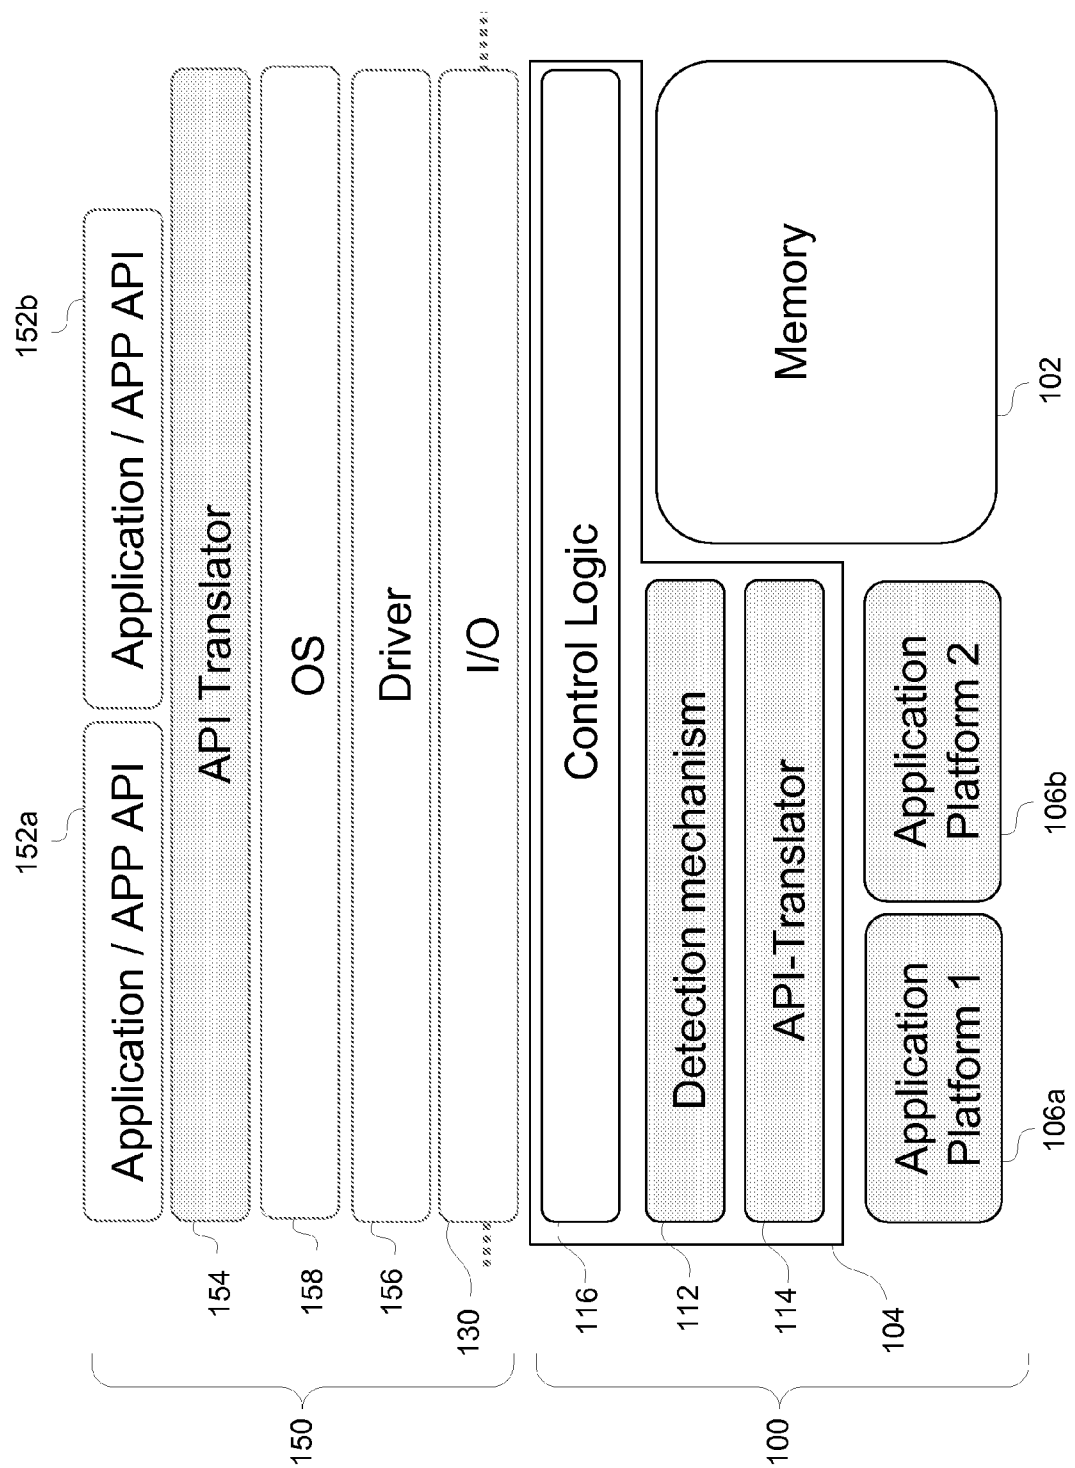 152a
152b
Application / APP API
Application / APP API
154
API Translator
158
OS
156
Driver
130
I/O
150
116
Control Logic
112
Detection mechanism
114
API-Translator
104
Memory
102
Application
Platform 1
Application
Platform 2
106a
106b
100